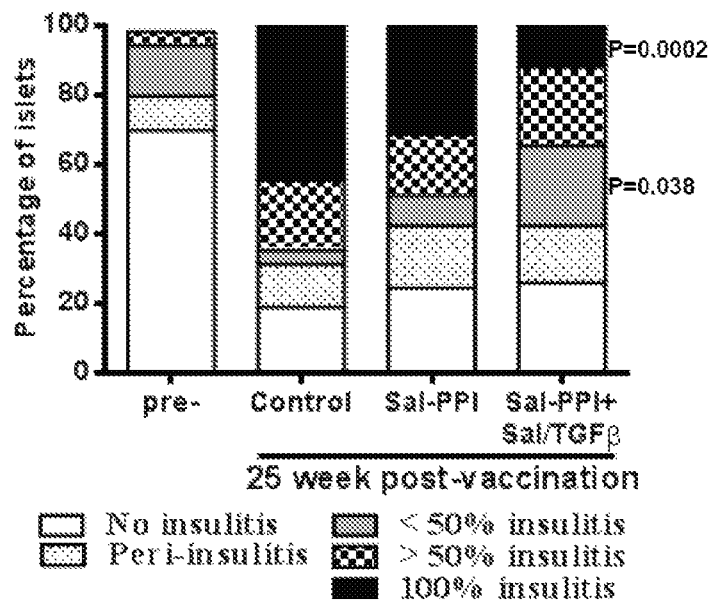 Percentage of islets
100
80
60
40
20
0
P=0.0002
P=0.038
pre-
Control
Sal-PPI
Sal-PPI+
Sal/TGFβ
25 week post-vaccination
No insulitis
Peri-insulitis
< 50% insulitis
> 50% insulitis
100% insulitis